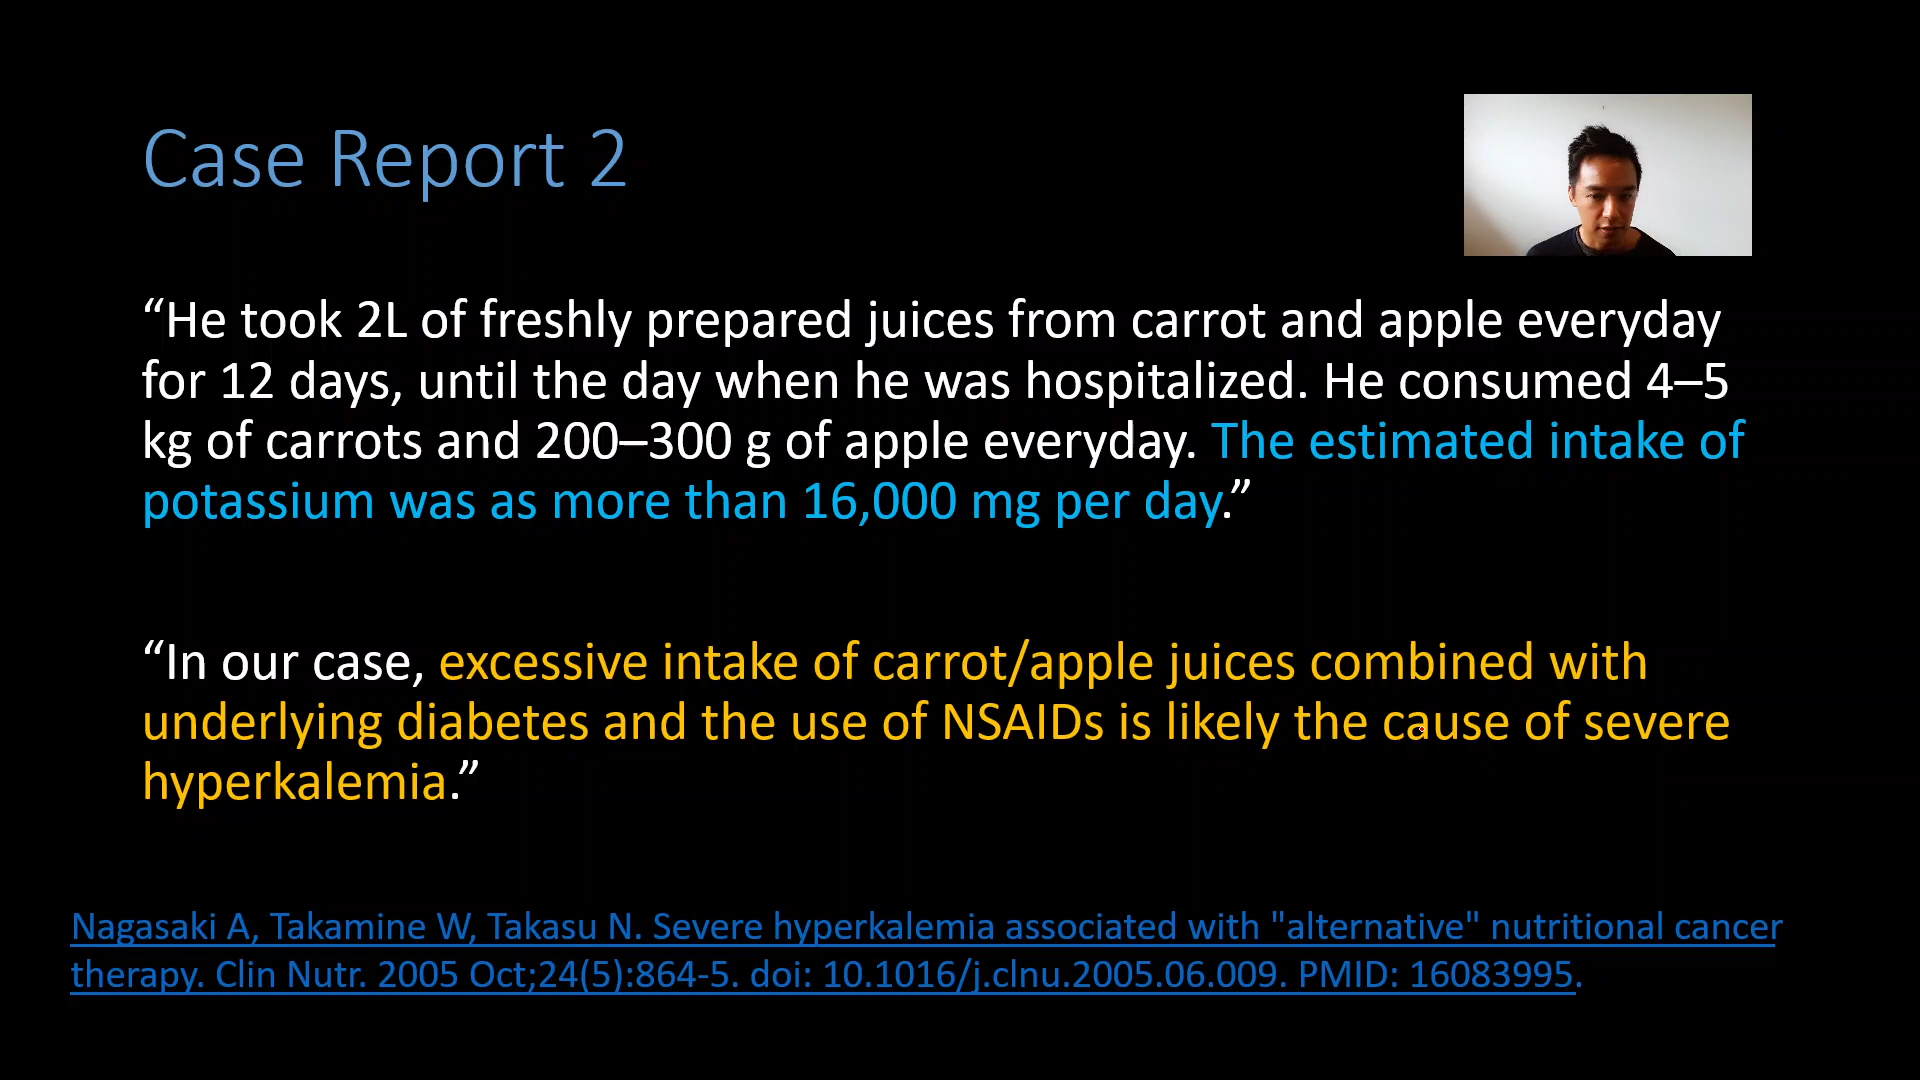 Case Report 2
“He took 2L of freshly prepared juices from carrot and apple everyday
for 12 days, until the day when he was hospitalized. He consumed 4–5
kg of carrots and 200–300 g of apple everyday. The estimated intake of
potassium was as more than 16,000 mg per day.”
“In our case, excessive intake of carrot/apple juices combined with
underlying diabetes and the use of NSAIDs is likely the cause of severe
hyperkalemia.”
Nagasaki A, Takamine W, Takasu N. Severe hyperkalemia associated with "alternative" nutritional cancer
therapy. Clin Nutr. 2005 Oct;24(5):864-5. doi: 10.1016/j.clnu.2005.06.009. PMID: 16083995.